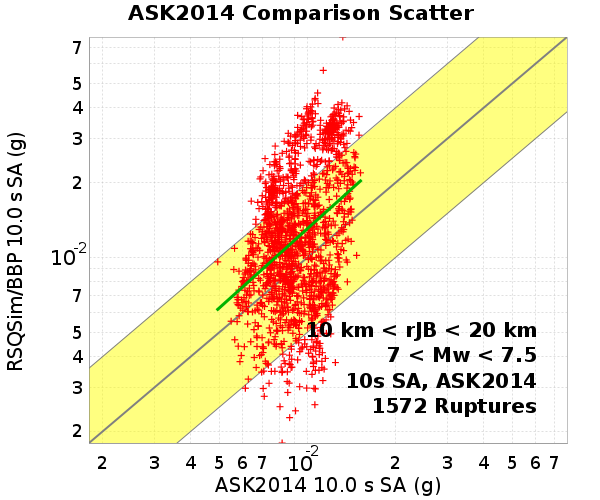 ASK2014 Comparison Scatter
RSQSim/BBP 10.0 s SA (g)
7
5
4
3
2
10-2
7
5
4
3
2
10 km < rJB < 20 km
7 < Mw < 7.5
10s SA, ASK2014
1572 Ruptures
2 3 4 5 6 7 10-2 2 3 4 5 6 7
ASK2014 10.0 s SA (g)